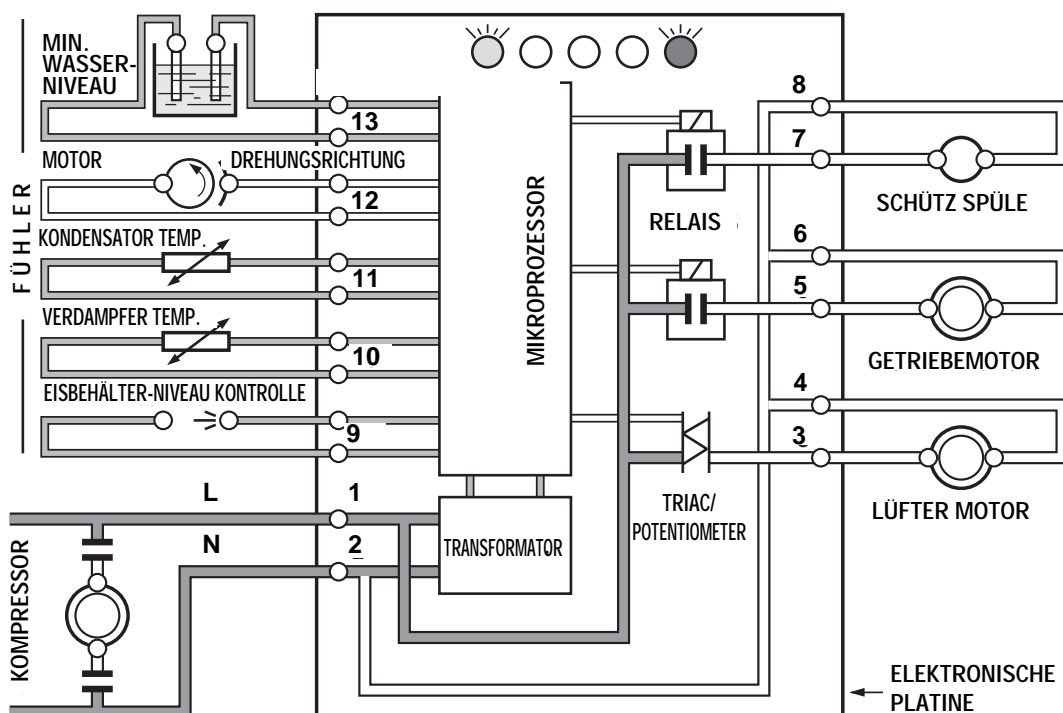 MIN.
WASSER-
NIVEAU
13
MOTOR
DREHUNGSRICHTUNG
12
KONDENSATOR TEMP.
11
VERDAMPFER TEMP.
10
EISBEHÄLTER-NIVEAU KONTROLLE
9
FÜHLER
L
1
N
2
KOMPRESSOR
MIKROPROZESSOR
TRANSFORMATOR
RELAIS
TRIAC/
POTENTIOMETER
8
7
SCHÜTZ SPÜLE
6
5
GETRIEBEMOTOR
4
3
LÜFTER MOTOR
ELEKTRONISCHE
PLATINE